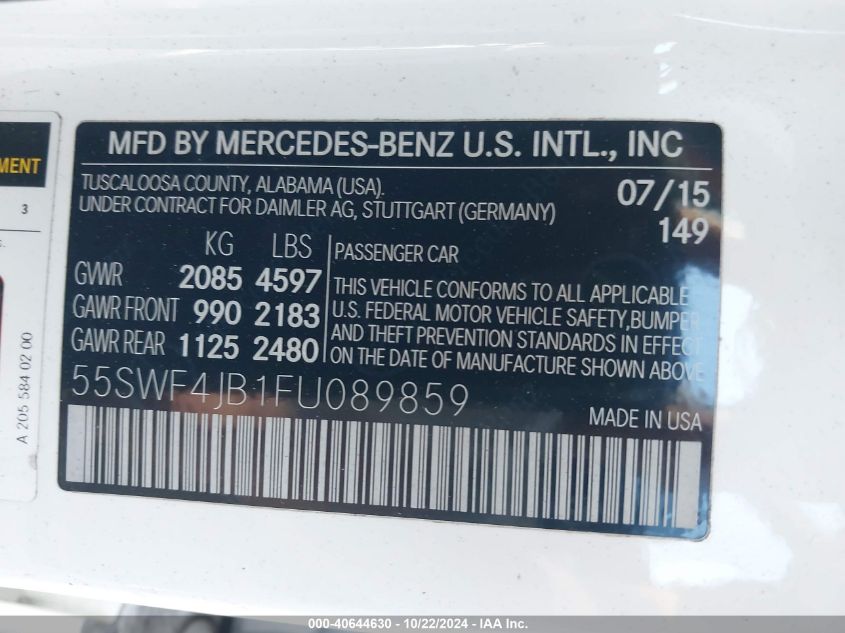 MENT
3
S.
A 205 584 02 00
MFD BY MERCEDES-BENZ U.S. INTL., INC
TUSCALOOSA COUNTY, ALABAMA (USA). 07/15
UNDER CONTRACT FOR DAIMLER AG, STUTTGART (GERMANY) 149
KG LBS
GVWR 2085 4597
GAWR FRONT 990 2183
GAWR REAR 1125 2480
PASSENGER CAR
THIS VEHICLE CONFORMS TO ALL APPLICABLE
U.S. FEDERAL MOTOR VEHICLE SAFETY,BUMPER
AND THEFT PREVENTION STANDARDS IN EFFECT
ON THE DATE OF MANUFACTURE SHOWN ABOVE.
55SWF4JB1FU089859
MADE IN USA
000-40644630 - 10/22/2024 - IAAI.COM